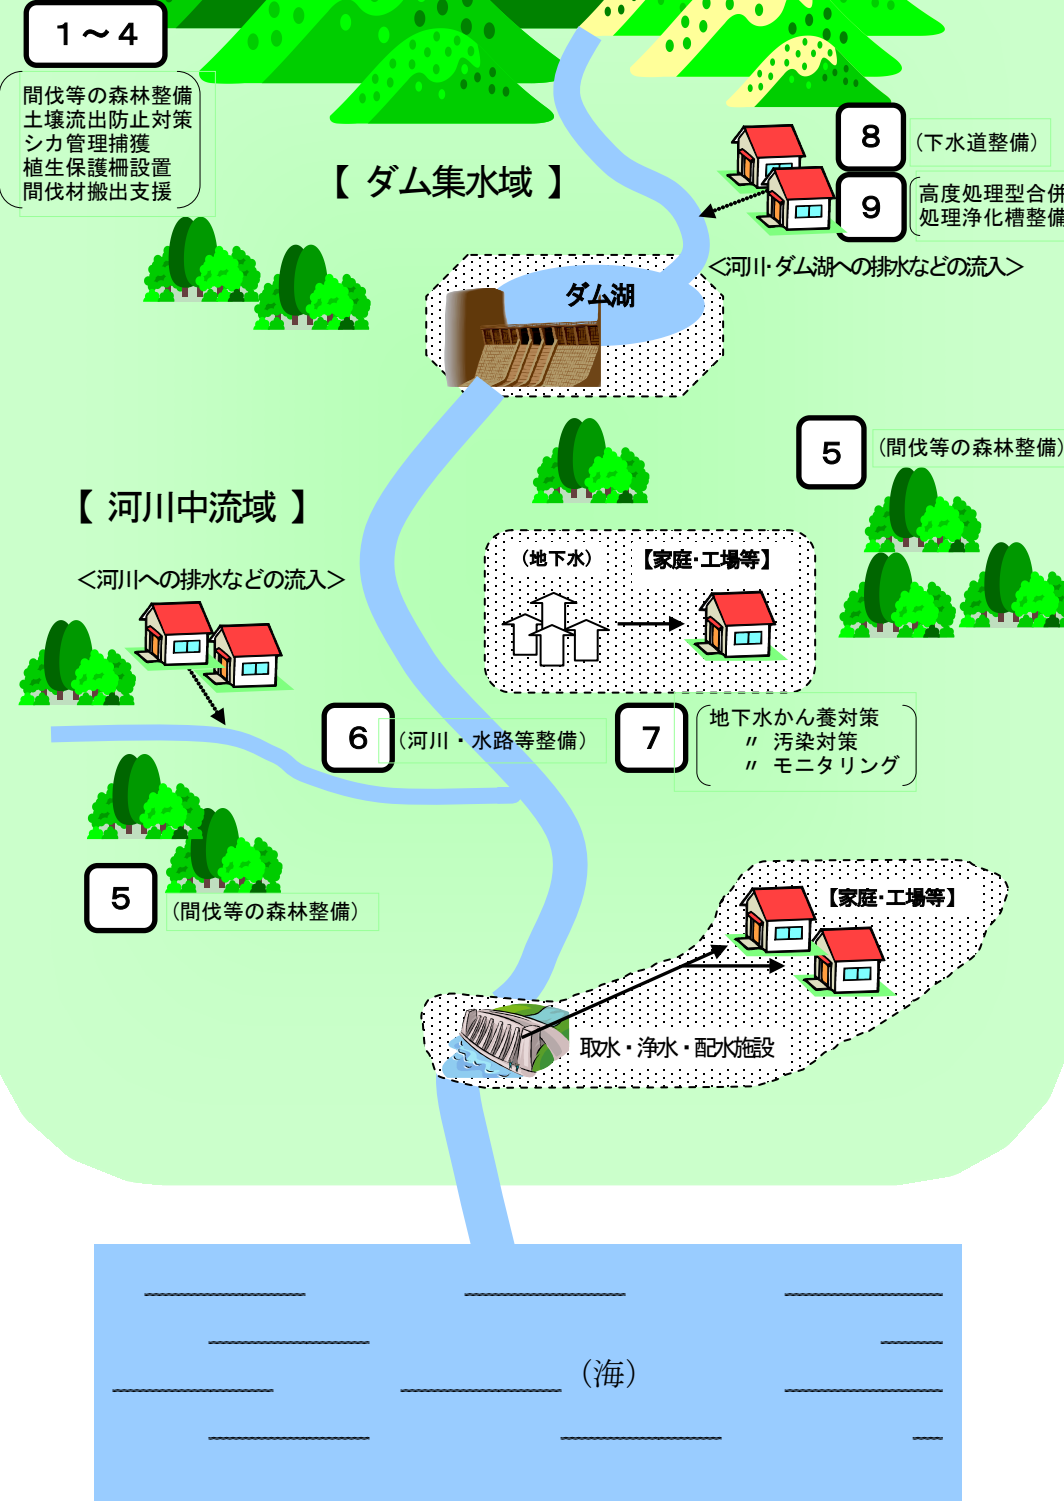 1～4
間伐等の森林整備
土壌流出防止対策
シカ管理捕獲
植生保護柵設置
間伐材搬出支援
【 ダム集水域 】
8
(下水道整備)
9
高度処理型合併
処理浄化槽整備
＜河川・ダム湖への排水などの流入＞
ダム湖
5
(間伐等の森林整備)
【 河川中流域 】
＜河川への排水などの流入＞
(地下水)
【家庭・工場等】
6
(河川・水路等整備)
7
地下水かん養対策
〃 汚染対策
〃 モニタリング
5
(間伐等の森林整備)
【家庭・工場等】
取水・浄水・配水施設
（海）